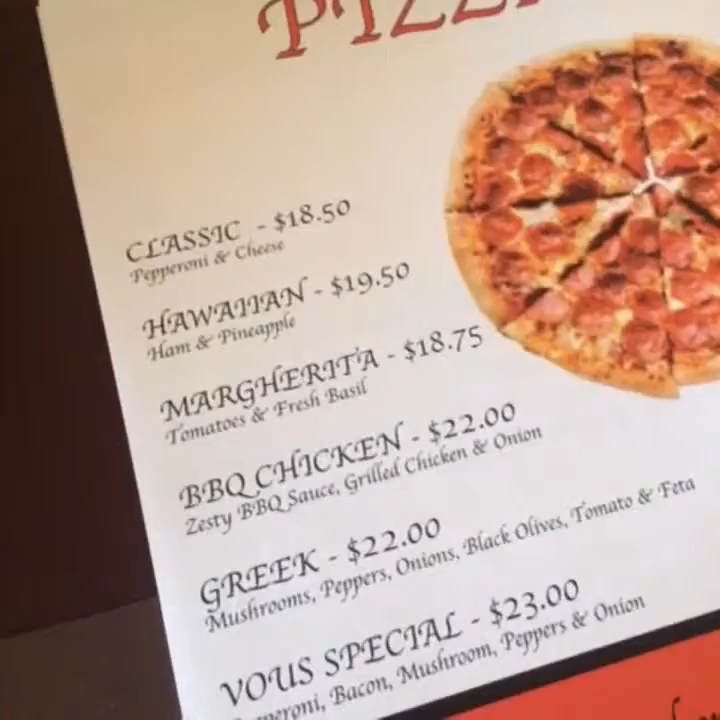 PIZZA
CLASSIC - $18.50
Pepperoni & Cheese
HAWAIIAN - $19.50
Ham & Pineapple
MARGHERITA - $18.75
Tomatoes & Fresh Basil
BBQ CHICKEN - $22.00
Zesty BBQ Sauce, Grilled Chicken & Onion
GREEK - $22.00
Mushrooms, Peppers, Onions, Black Olives, Tomato & Feta
VOUS SPECIAL - $23.00
Pepperoni, Bacon, Mushroom, Peppers & Onion